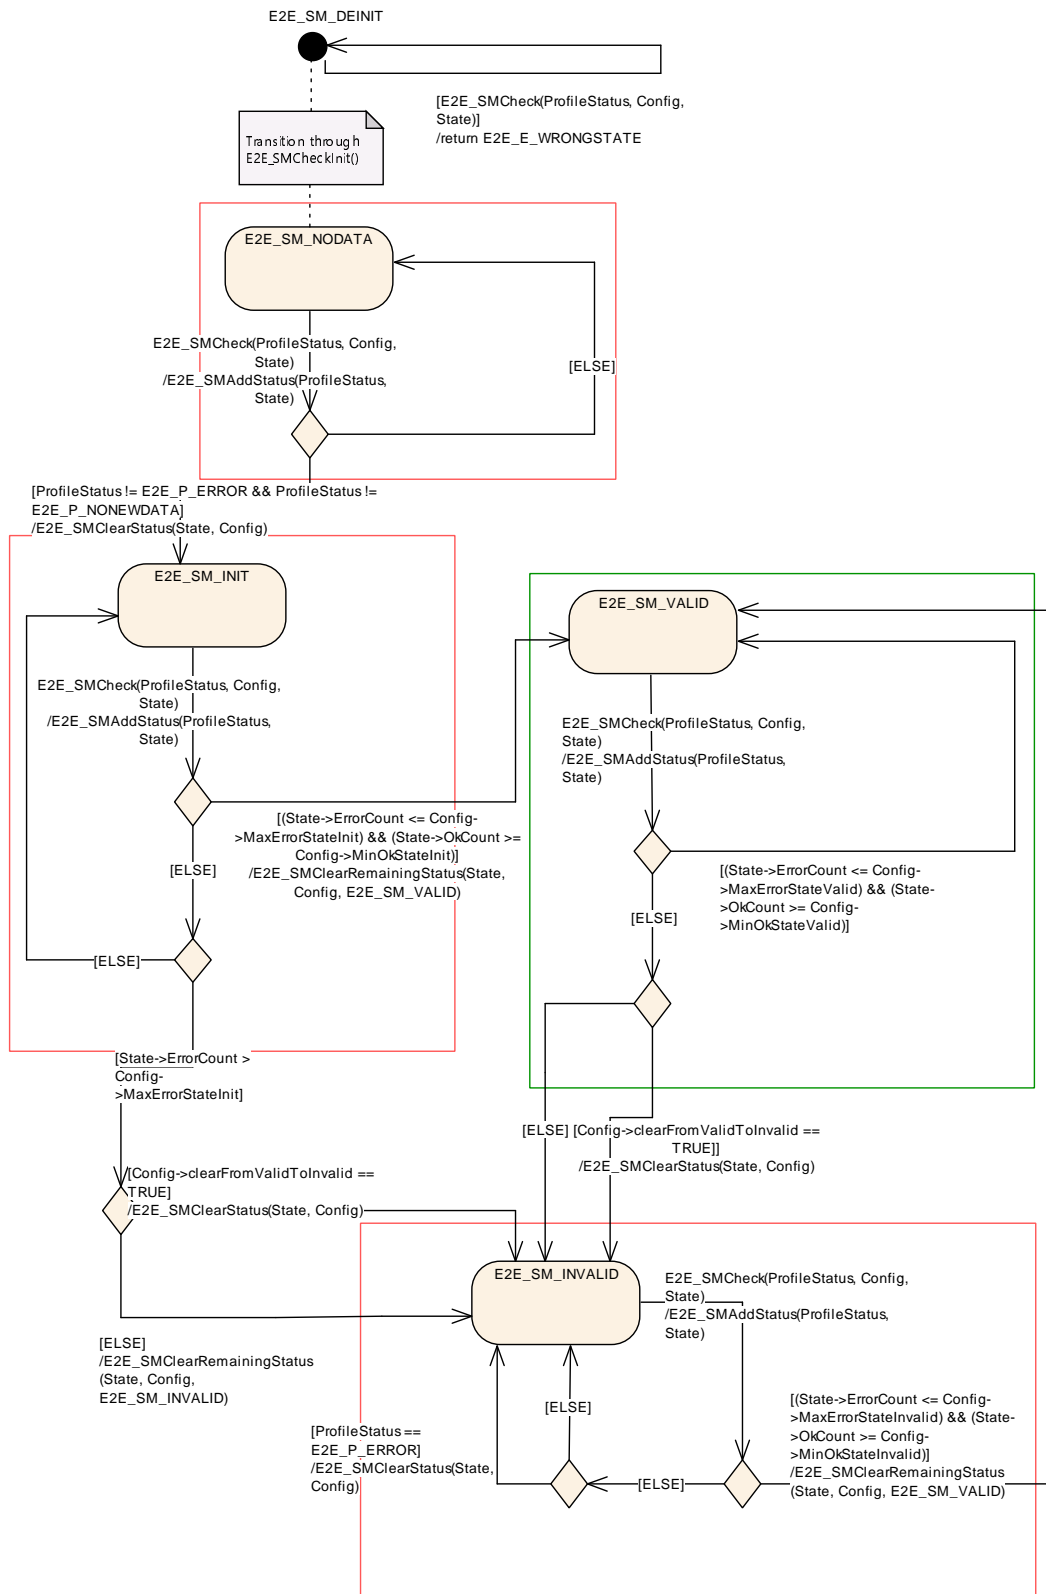 E2E_SM_DEINIT
[E2E_SMCheck(ProfileStatus, Config,
State)]
/return E2E_E_WRONGSTATE
Transition through
E2E_SMCheckInit()
E2E_SM_NODATA
E2E_SMCheck(ProfileStatus, Config,
State)
/E2E_SMAddStatus(ProfileStatus,
State)
[ELSE]
[ProfileStatus != E2E_P_ERROR && ProfileStatus !=
E2E_P_NONEWDATA]
/E2E_SMClearStatus(State, Config)
E2E_SM_INIT
E2E_SMCheck(ProfileStatus, Config,
State)
/E2E_SMAddStatus(ProfileStatus,
State)
[(State->ErrorCount <= Config-
>MaxErrorStateInit) && (State->OkCount >=
Config->MinOkStateInit)]
/E2E_SMClearRemainingStatus(State,
Config, E2E_SM_VALID)
[ELSE]
[ELSE]
E2E_SM_VALID
E2E_SMCheck(ProfileStatus, Config,
State)
/E2E_SMAddStatus(ProfileStatus,
State)
[(State->ErrorCount <= Config-
>MaxErrorStateValid) && (State-
>OkCount >= Config-
>MinOkStateValid)]
[ELSE]
[State->ErrorCount >
Config-
>MaxErrorStateInit]
[ELSE]
[Config->clearFromValidToInvalid ==
TRUE]]
/E2E_SMClearStatus(State, Config)
[Config->clearFromValidToInvalid ==
TRUE]
/E2E_SMClearStatus(State, Config)
E2E_SM_INVALID
E2E_SMCheck(ProfileStatus, Config,
State)
/E2E_SMAddStatus(ProfileStatus,
State)
[ELSE]
/E2E_SMClearRemainingStatus
(State, Config,
E2E_SM_INVALID)
[ProfileStatus ==
E2E_P_ERROR]
/E2E_SMClearStatus(State,
Config)
[ELSE]
[ELSE]
[(State->ErrorCount <= Config-
>MaxErrorStateInvalid) && (State-
>OkCount >= Config-
>MinOkStateInvalid)]
/E2E_SMClearRemainingStatus
(State, Config, E2E_SM_VALID)